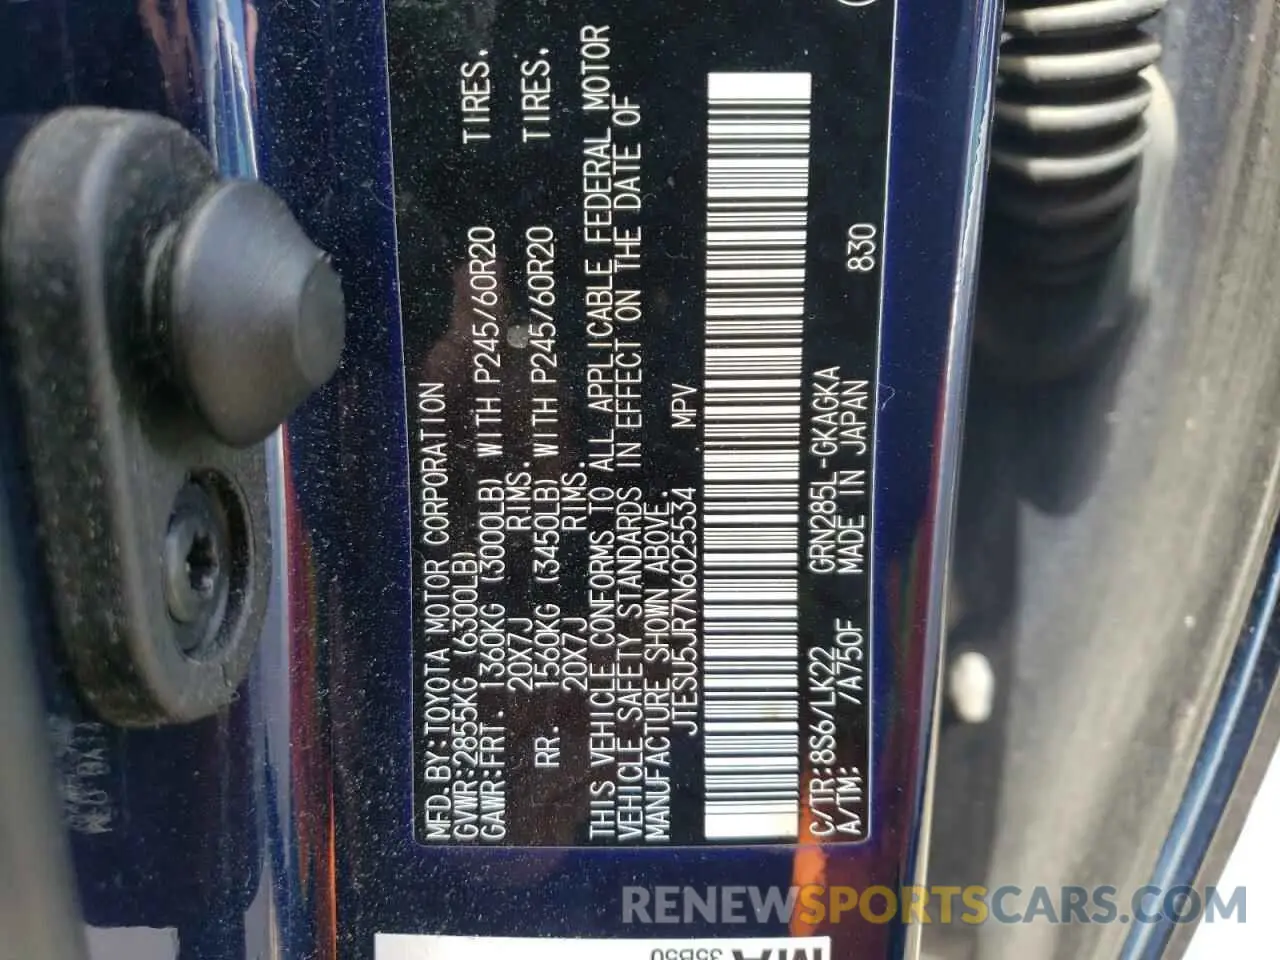 MFD.BY:TOYOTA MOTOR CORPORATION
GVWR:2855KG (6300LB)
GAWR:FRT. 1360KG (3000LB) WITH P245/60R20 TIRES.
20X7J RIMS.
RR. 1560KG (3450LB) WITH P245/60R20 TIRES.
20X7J RIMS.
THIS VEHICLE CONFORMS TO ALL APPLICABLE FEDERAL MOTOR
VEHICLE SAFETY STANDARDS IN EFFECT ON THE DATE OF
MANUFACTURE SHOWN ABOVE.
JTESU5JR7N6025534 MPV
C/TR:8S6/LK22 GRN285L-GKAGKA 830
A/TM: /A750F MADE IN JAPAN
35B50
RENEWSPORTSCARS.COM